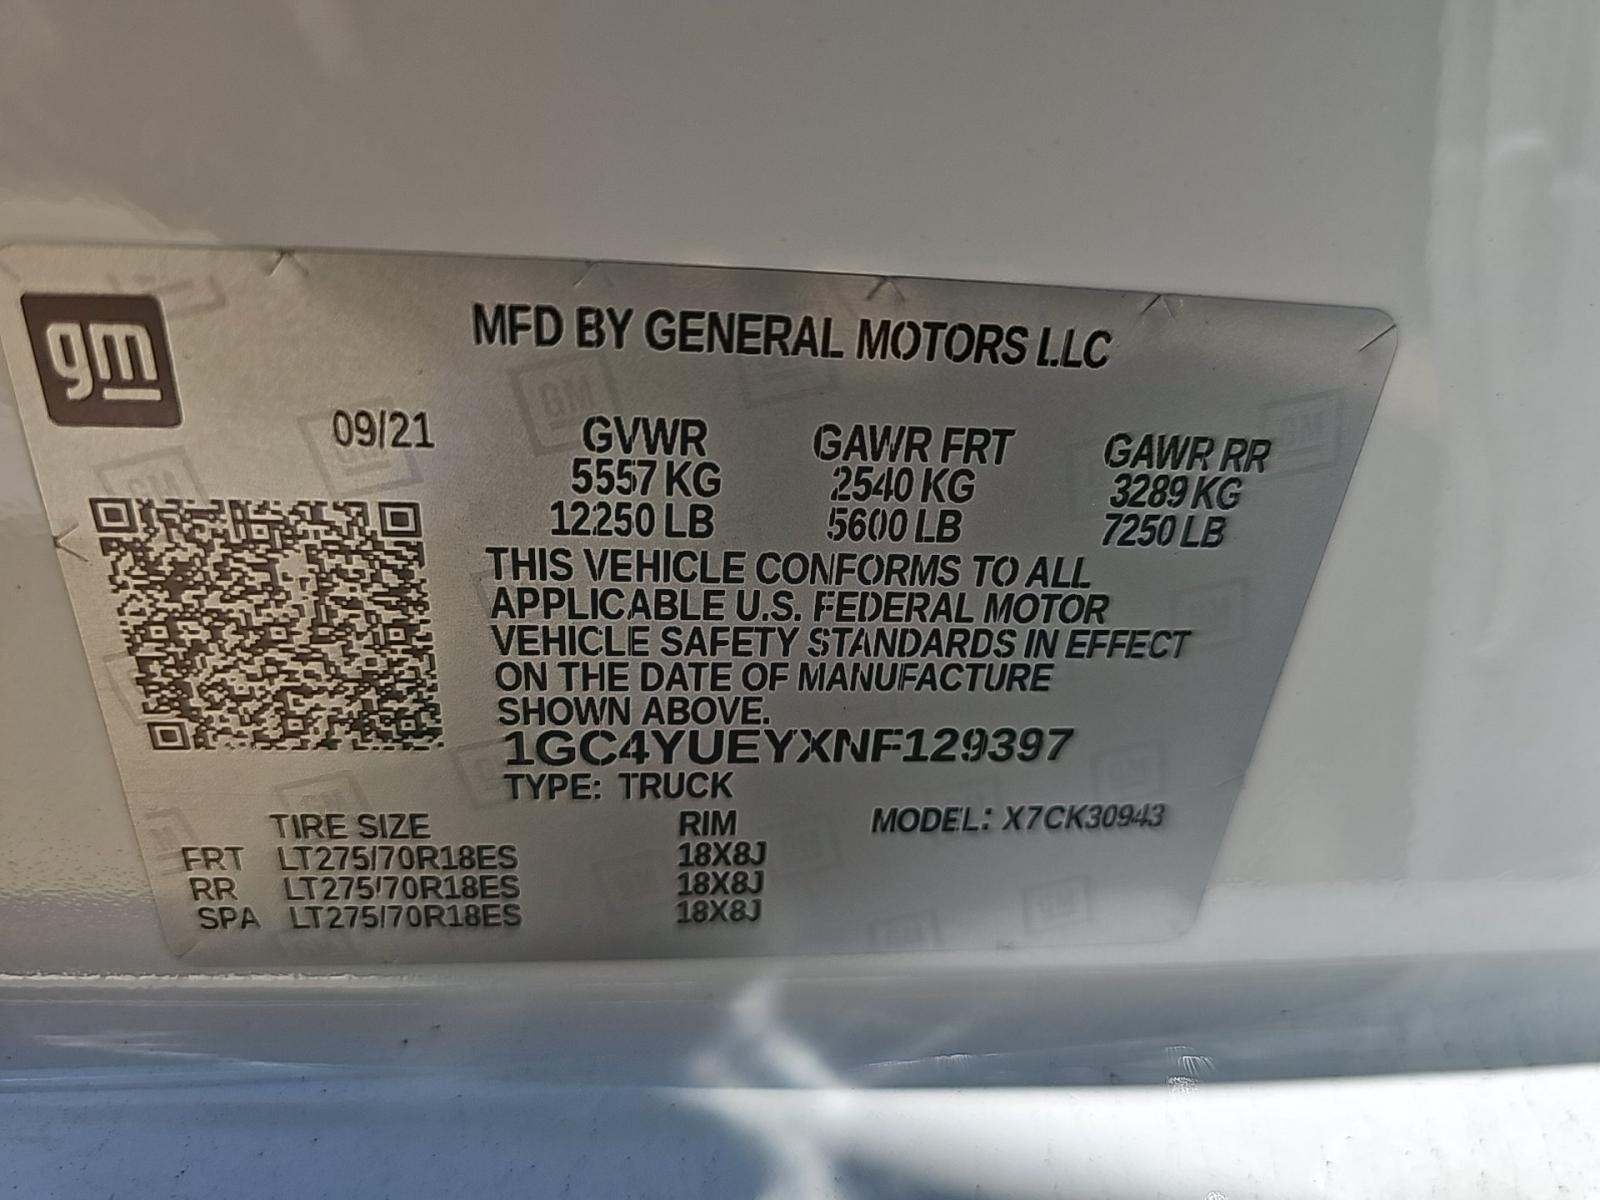 gm
MFD BY GENERAL MOTORS LLC
09/21 GVWR GAWR FRT GAWR RR
5557 KG 2540 KG 3289 KG
12250 LB 5600 LB 7250 LB
THIS VEHICLE CONFORMS TO ALL
APPLICABLE U.S. FEDERAL MOTOR
VEHICLE SAFETY STANDARDS IN EFFECT
ON THE DATE OF MANUFACTURE
SHOWN ABOVE.
1GC4YUEYXNF129397
TYPE: TRUCK
TIRE SIZE RIM MODEL: X7CK30943
FRT LT275/70R18ES 18X8J
RR LT275/70R18ES 18X8J
SPA LT275/70R18ES 18X8J